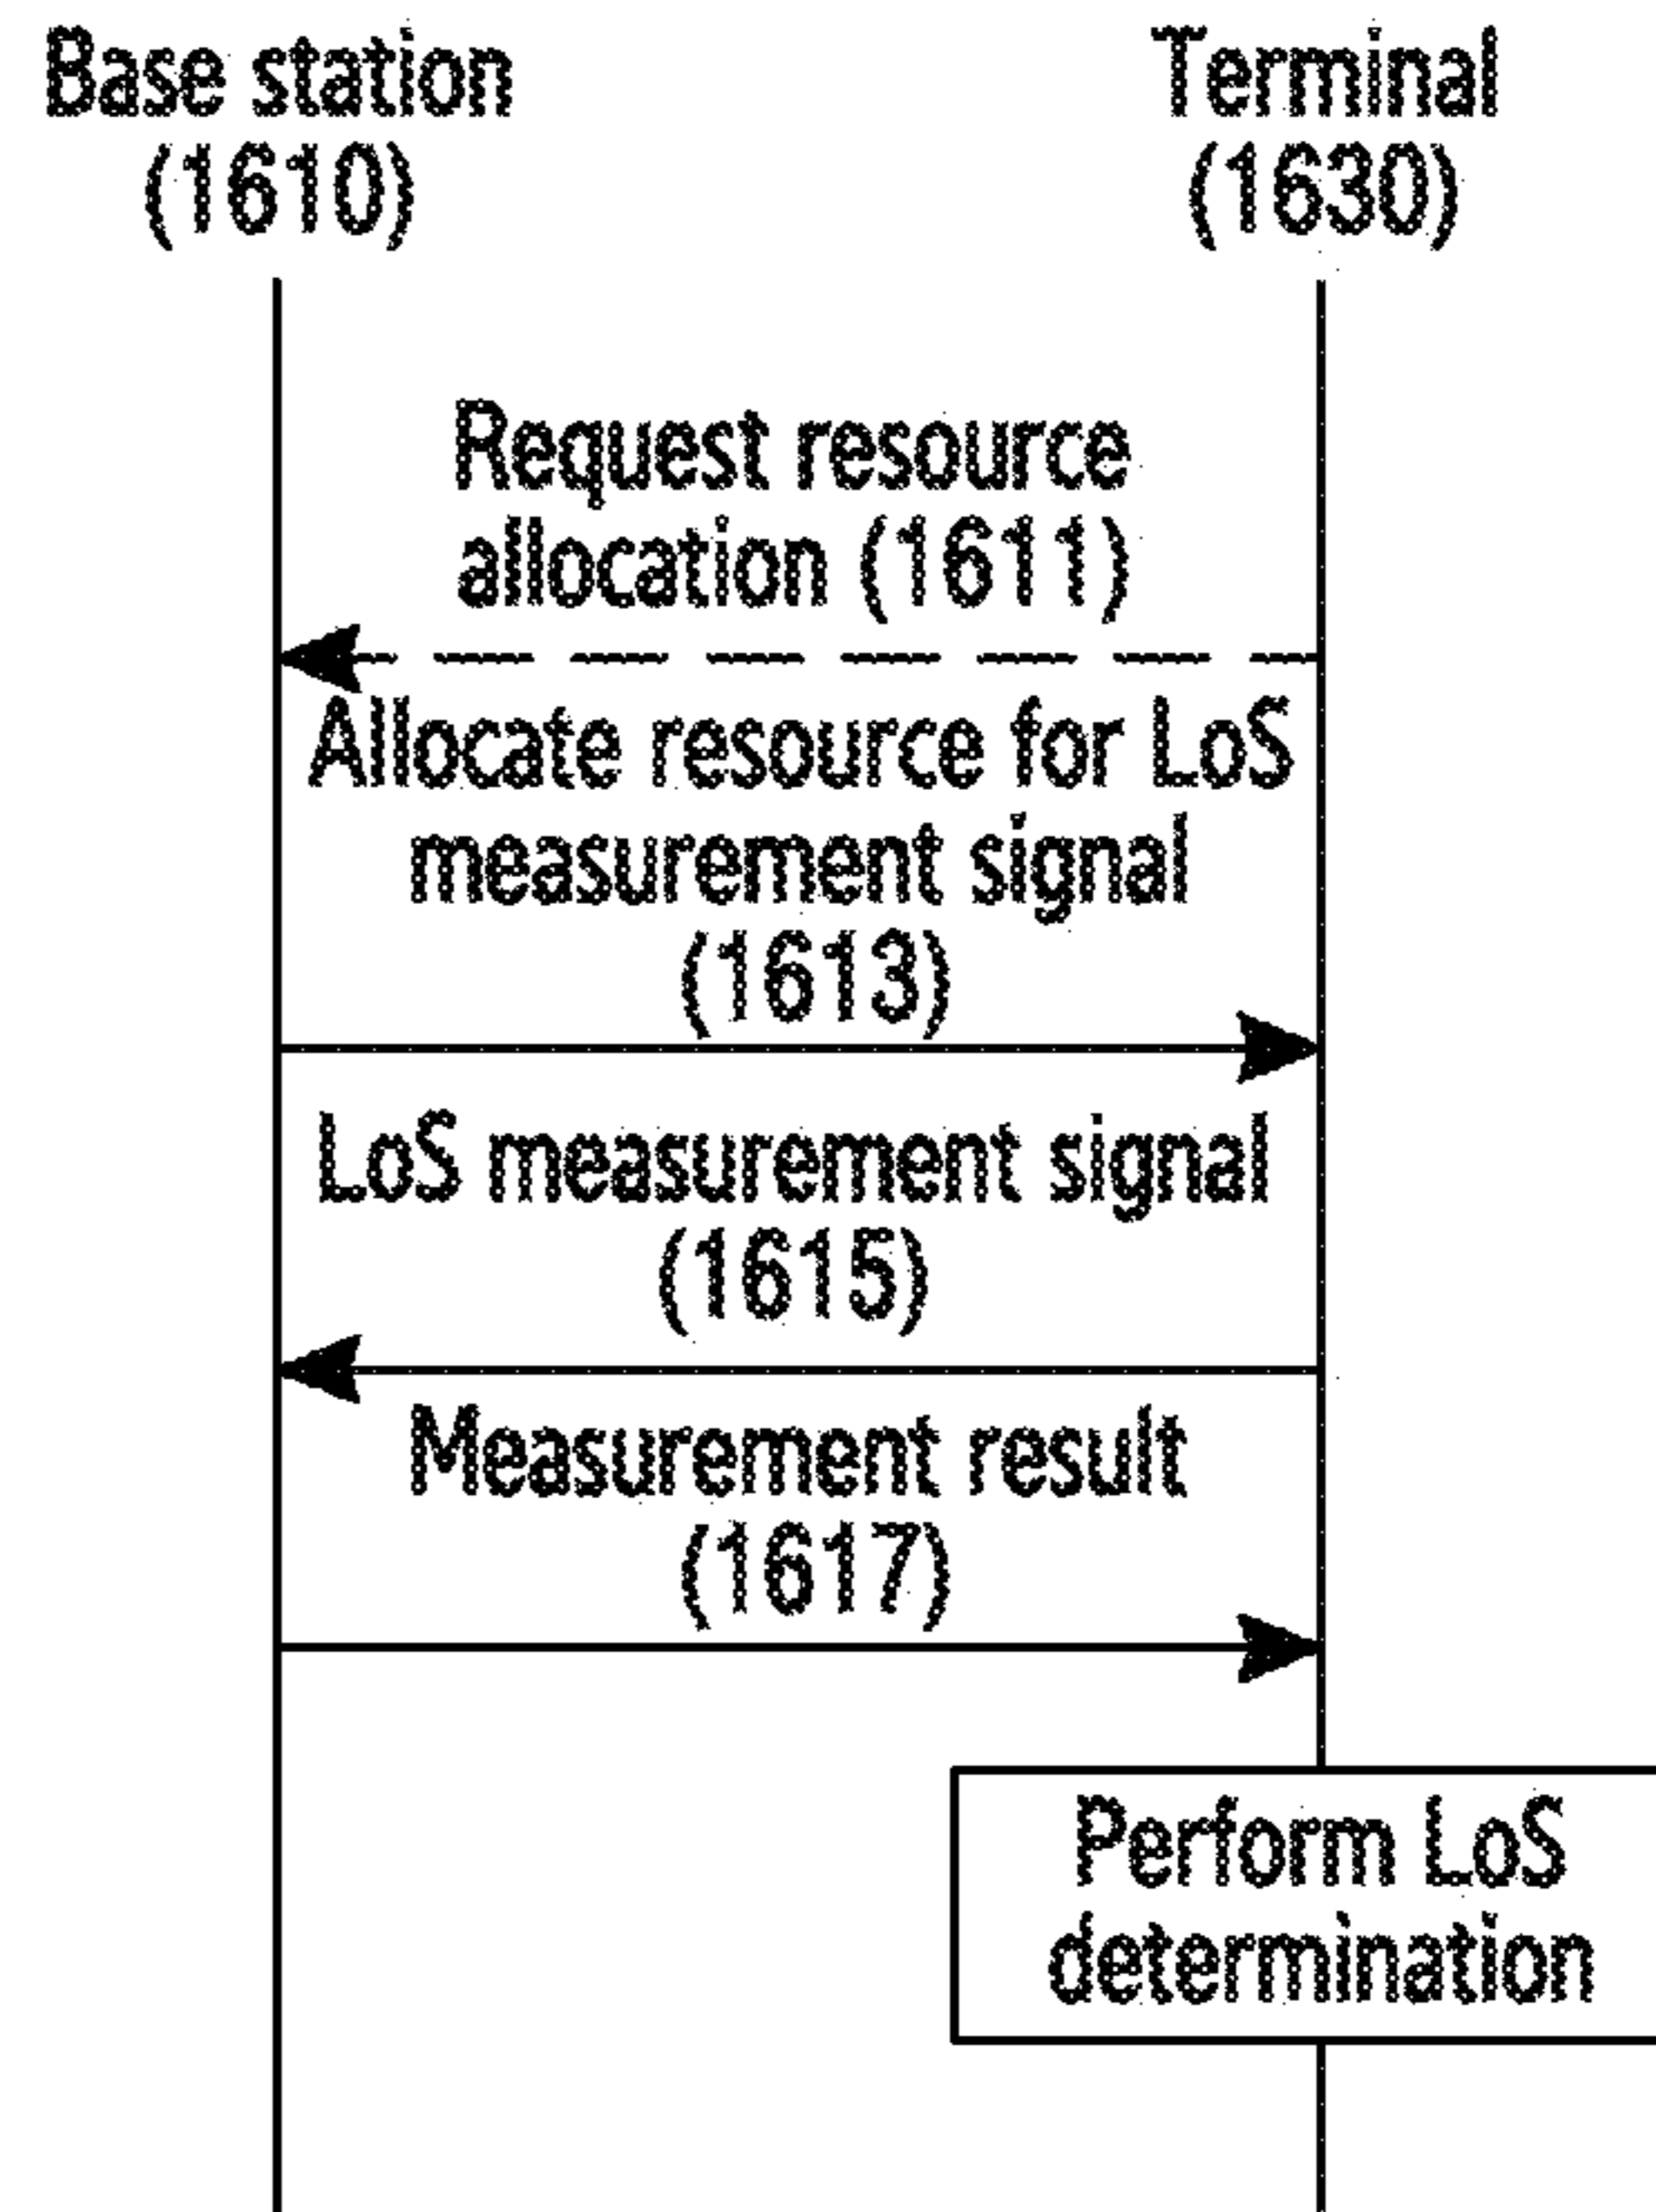 Base station
(1610)
Terminal
(1630)
Request resource
allocation (1611)
Allocate resource for LoS
measurement signal
(1613)
LoS measurement signal
(1615)
Measurement result
(1617)
Perform LoS
determination